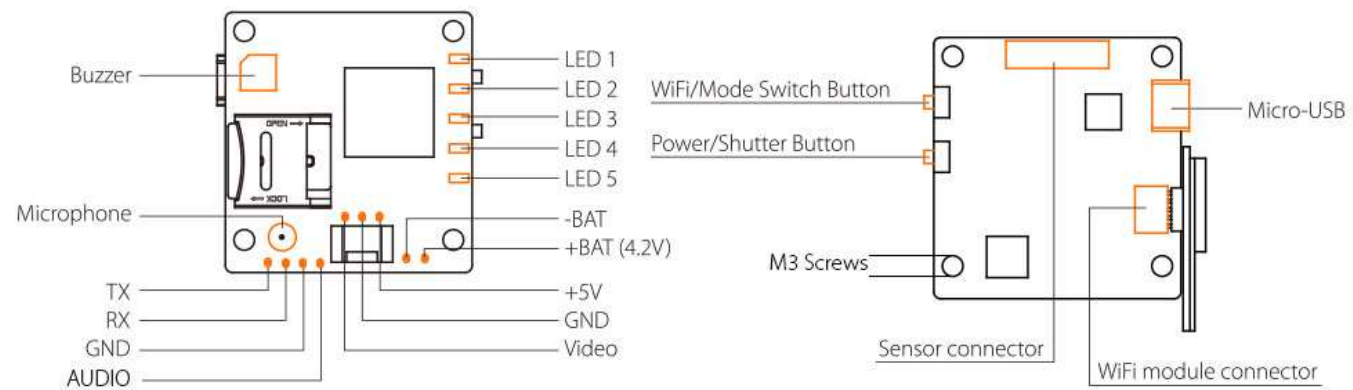 LED 1
Buzzer
LED 2
LED 3
LED 4
LED 5
OPEN
LOCK
Microphone
-BAT
+BAT (4.2V)
TX
RX
GND
AUDIO
+5V
GND
Video
WiFi/Mode Switch Button
Power/Shutter Button
Micro-USB
M3 Screws
Sensor connector
WiFi module connector